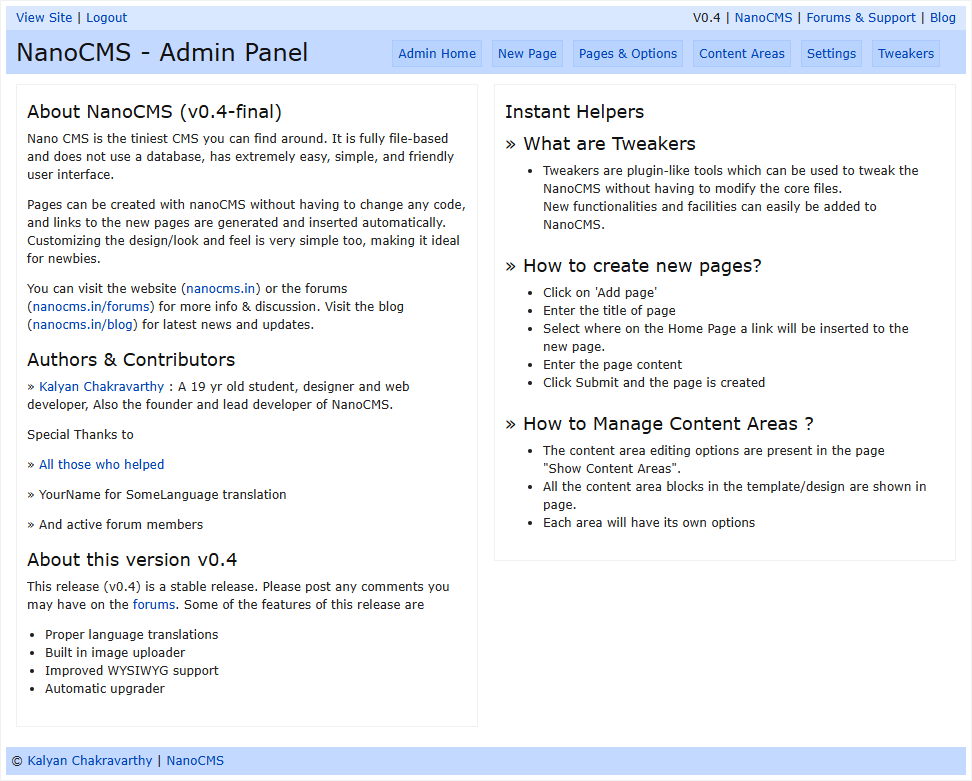 View Site | Logout
V0.4 | NanoCMS | Forums & Support | Blog
NanoCMS - Admin Panel
Admin Home
New Page
Pages & Options
Content Areas
Settings
Tweakers
About NanoCMS (v0.4-final)
Nano CMS is the tiniest CMS you can find around. It is fully file-based
and does not use a database, has extremely easy, simple, and friendly
user interface.
Pages can be created with nanoCMS without having to change any code,
and links to the new pages are generated and inserted automatically.
Customizing the design/look and feel is very simple too, making it ideal
for newbies.
You can visit the website (nanocms.in) or the forums
(nanocms.in/forums) for more info & discussion. Visit the blog
(nanocms.in/blog) for latest news and updates.
Authors & Contributors
» Kalyan Chakravarthy : A 19 yr old student, designer and web
developer, Also the founder and lead developer of NanoCMS.
Special Thanks to
» All those who helped
» YourName for SomeLanguage translation
» And active forum members
About this version v0.4
This release (v0.4) is a stable release. Please post any comments you
may have on the forums. Some of the features of this release are
• Proper language translations
• Built in image uploader
• Improved WYSIWYG support
• Automatic upgrader
Instant Helpers
» What are Tweakers
• Tweakers are plugin-like tools which can be used to tweak the
NanoCMS without having to modify the core files.
New functionalities and facilities can easily be added to
NanoCMS.
» How to create new pages?
• Click on 'Add page'
• Enter the title of page
• Select where on the Home Page a link will be inserted to the
new page.
• Enter the page content
• Click Submit and the page is created
» How to Manage Content Areas ?
• The content area editing options are present in the page
"Show Content Areas".
• All the content area blocks in the template/design are shown in
page.
• Each area will have its own options
© Kalyan Chakravarthy | NanoCMS